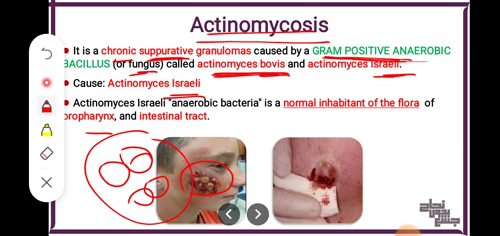 Actinomycosis
It is a chronic suppurative granulomas caused by a GRAM POSITIVE ANAEROBIC
BACILLUS (or fungus) called actinomyces bovis and actinomyces Israeli.
Cause: Actinomyces Israeli
Actinomyces Israeli "anaerobic bacteria" is a normal inhabitant of the flora of
oropharynx, and intestinal tract.